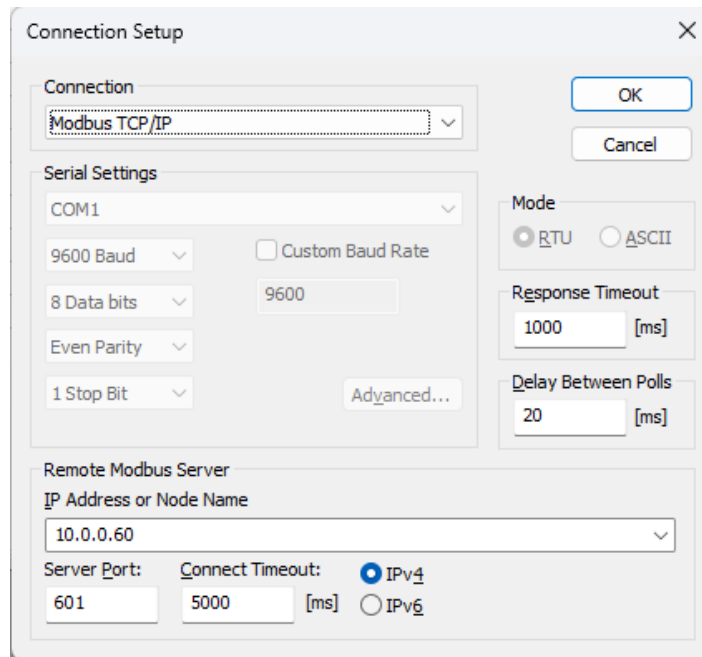 Connection Setup
Connection
Modbus TCP/IP
OK
Cancel
Serial Settings
COM1
9600 Baud
Custom Baud Rate
8 Data bits
9600
Even Parity
1 Stop Bit
Advanced...
Mode
RTU
ASCII
Response Timeout
1000 [ms]
Delay Between Polls
20 [ms]
Remote Modbus Server
IP Address or Node Name
10.0.0.60
Server Port: Connect Timeout:
IPv4
601 5000 [ms]
IPv6